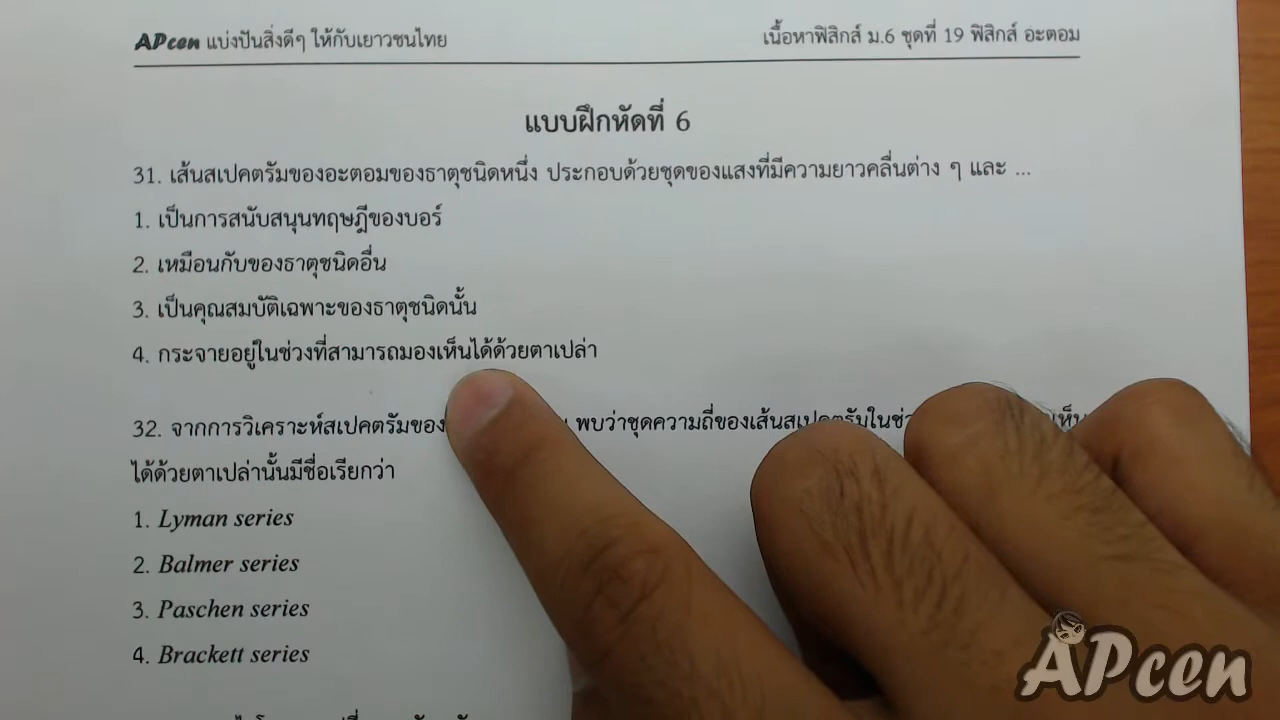 APcen แบ่งปันสิ่งดีๆ ให้กับเยาวชนไทย
เนื้อหาฟิสิกส์ ม.6 ชุดที่ 19 ฟิสิกส์ อะตอม
แบบฝึกหัดที่ 6
31. เส้นสเปคตรัมของอะตอมของธาตุชนิดหนึ่ง ประกอบด้วยชุดของแสงที่มีความยาวคลื่นต่าง ๆ และ ...
1. เป็นการสนับสนุนทฤษฎีของบอร์
2. เหมือนกับของธาตุชนิดอื่น
3. เป็นคุณสมบัติเฉพาะของธาตุชนิดนั้น
4. กระจายอยู่ในช่วงที่สามารถมองเห็นได้ด้วยตาเปล่า
32. จากการวิเคราะห์สเปคตรัมของ พบว่าชุดความถี่ของเส้นสเปคตรัมในช่ว เห็น
ได้ด้วยตาเปล่านั้นมีชื่อเรียกว่า
1. Lyman series
2. Balmer series
3. Paschen series
4. Brackett series
APcen